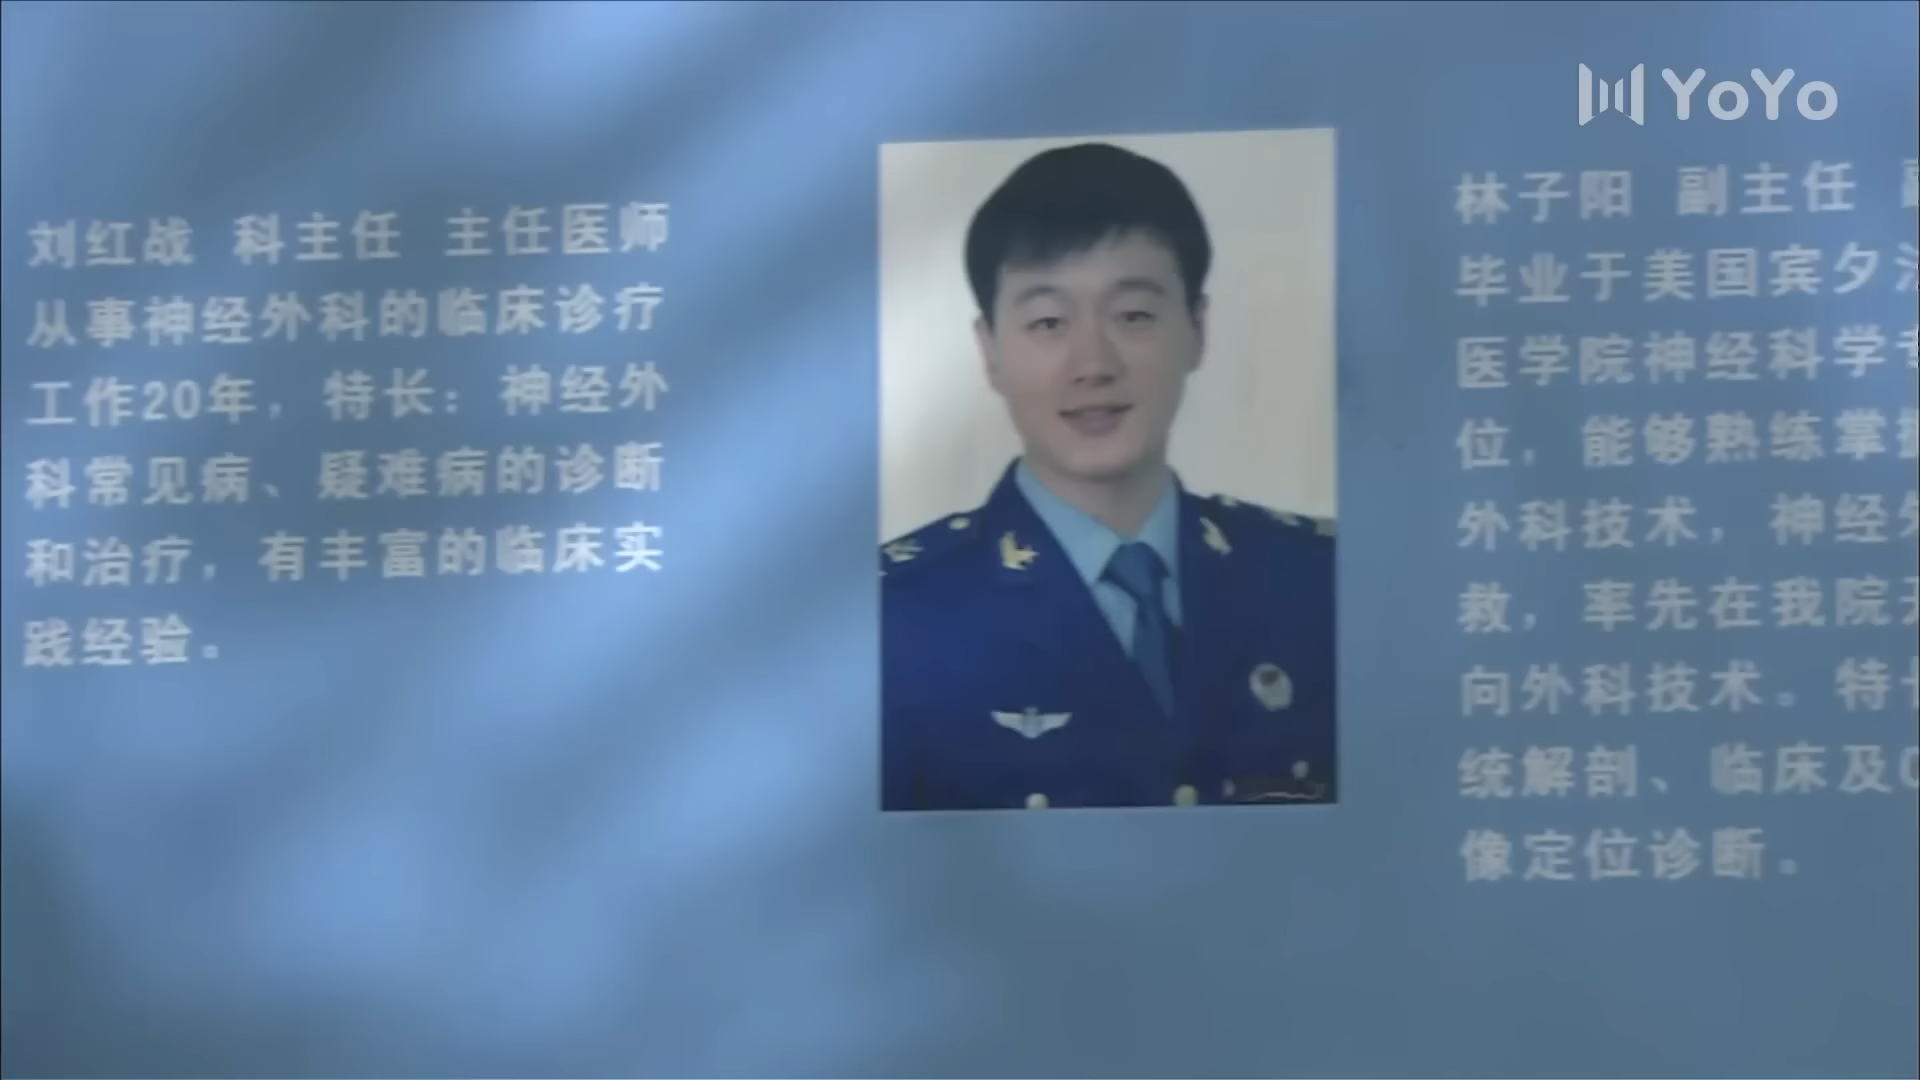 YoYo
刘红战 科主任 主任医师
从事神经外科的临床诊疗
工作20年，特长：神经外
科常见病、疑难病的诊断
和治疗，有丰富的临床实
践经验。
林子阳 副主任
毕业于美国宾夕
医学院神经科学
位，能够熟练掌
外科技术，神经
救，率先在我院
向外科技术。特
统解剖、临床及
像定位诊断。